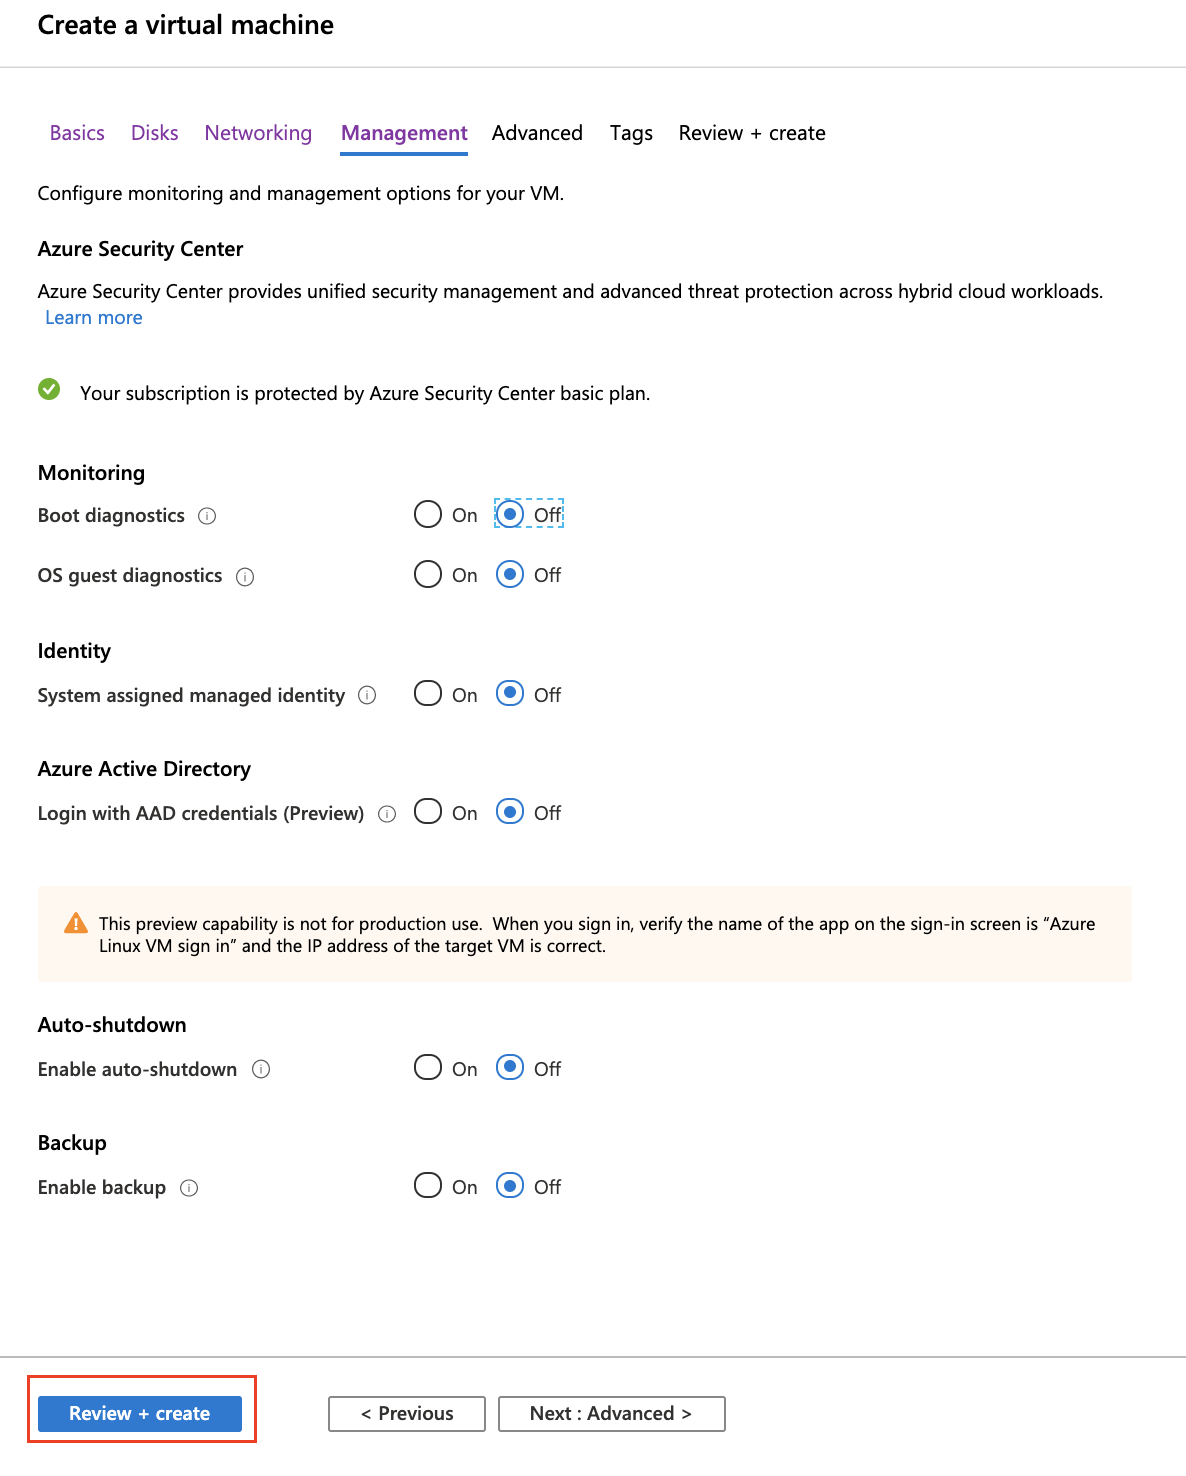 Create a virtual machine
Basics Disks Networking Management Advanced Tags Review + create
Configure monitoring and management options for your VM.
Azure Security Center
Azure Security Center provides unified security management and advanced threat protection across hybrid cloud workloads.
Learn more
Your subscription is protected by Azure Security Center basic plan.
Monitoring
Boot diagnostics On Off
OS guest diagnostics On Off
Identity
System assigned managed identity On Off
Azure Active Directory
Login with AAD credentials (Preview) On Off
This preview capability is not for production use. When you sign in, verify the name of the app on the sign-in screen is “Azure
Linux VM sign in” and the IP address of the target VM is correct.
Auto-shutdown
Enable auto-shutdown On Off
Backup
Enable backup On Off
Review + create < Previous Next : Advanced >